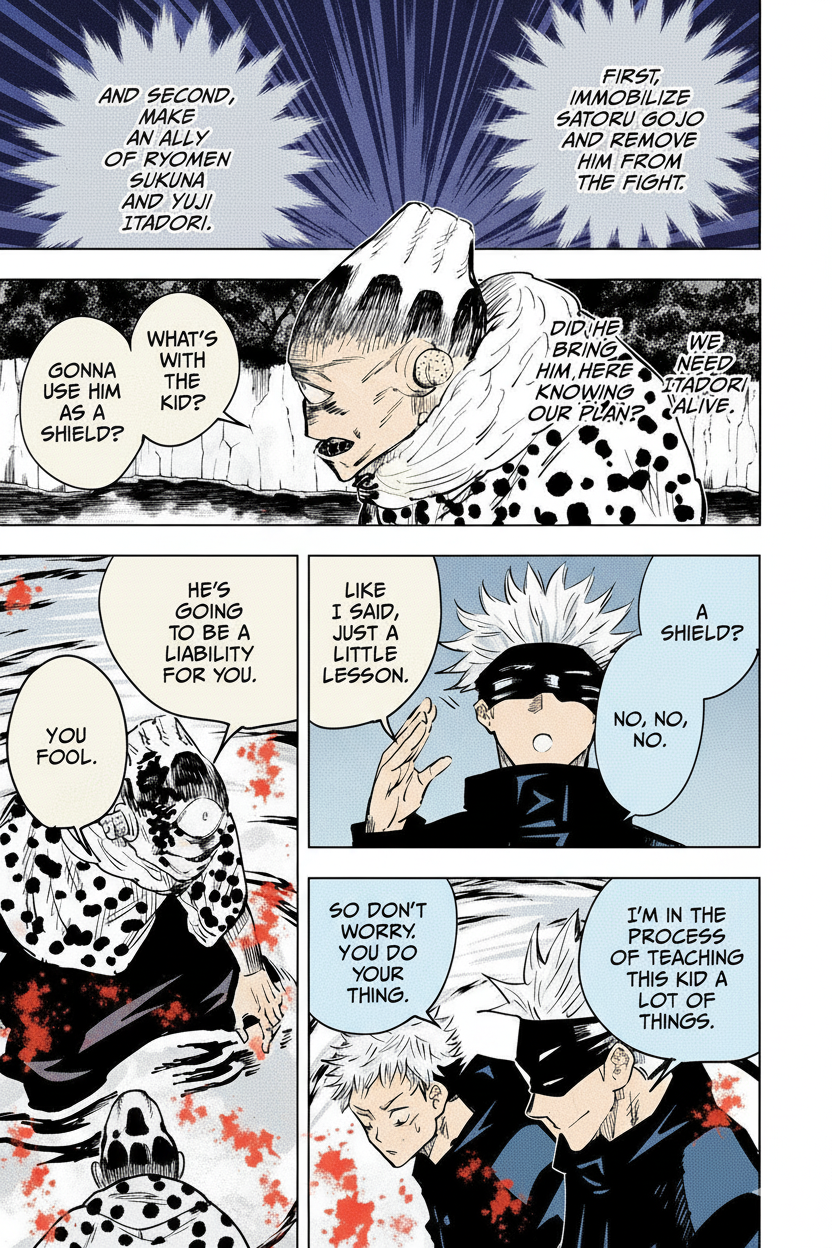 FIRST,
IMMOBILIZE
SATORU GOJO
AND REMOVE
HIM FROM
THE FIGHT.
AND SECOND,
MAKE
AN ALLY
OF RYOMEN
SUKUNA
AND YUJI
ITADORI.
WE
NEED
ITADORI
ALIVE.
DID HE
BRING
HIM HERE
KNOWING
OUR PLAN?
WHAT'S
WITH
THE
KID?
GONNA
USE HIM
AS A
SHIELD?
A
SHIELD?
NO, NO,
NO.
LIKE
I SAID,
JUST A
LITTLE
LESSON.
I'M IN THE
PROCESS
OF TEACHING
THIS KID A
LOT OF
THINGS.
SO DON'T
WORRY.
YOU DO
YOUR
THING.
HE'S
GOING
TO BE A
LIABILITY
FOR YOU.
YOU
FOOL.